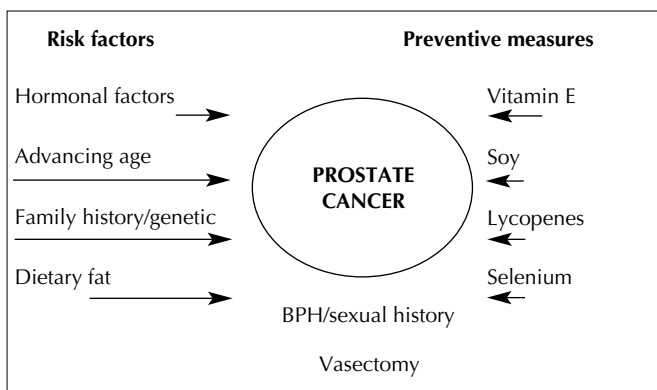 Risk factors
Preventive measures
Hormonal factors
Vitamin E
Advancing age
Soy
PROSTATE
CANCER
Family history/genetic
Lycopenes
Dietary fat
Selenium
BPH/sexual history
Vasectomy